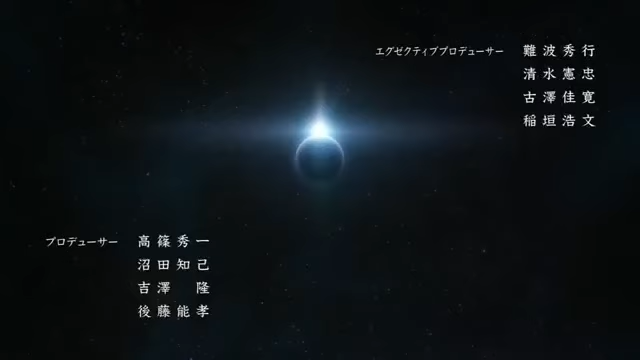 エグゼクティブプロデューサー 難波秀行
清水憲忠
古澤佳寛
稲垣浩文
プロデューサー 高篠秀一
沼田知己
吉澤 隆
後藤能孝